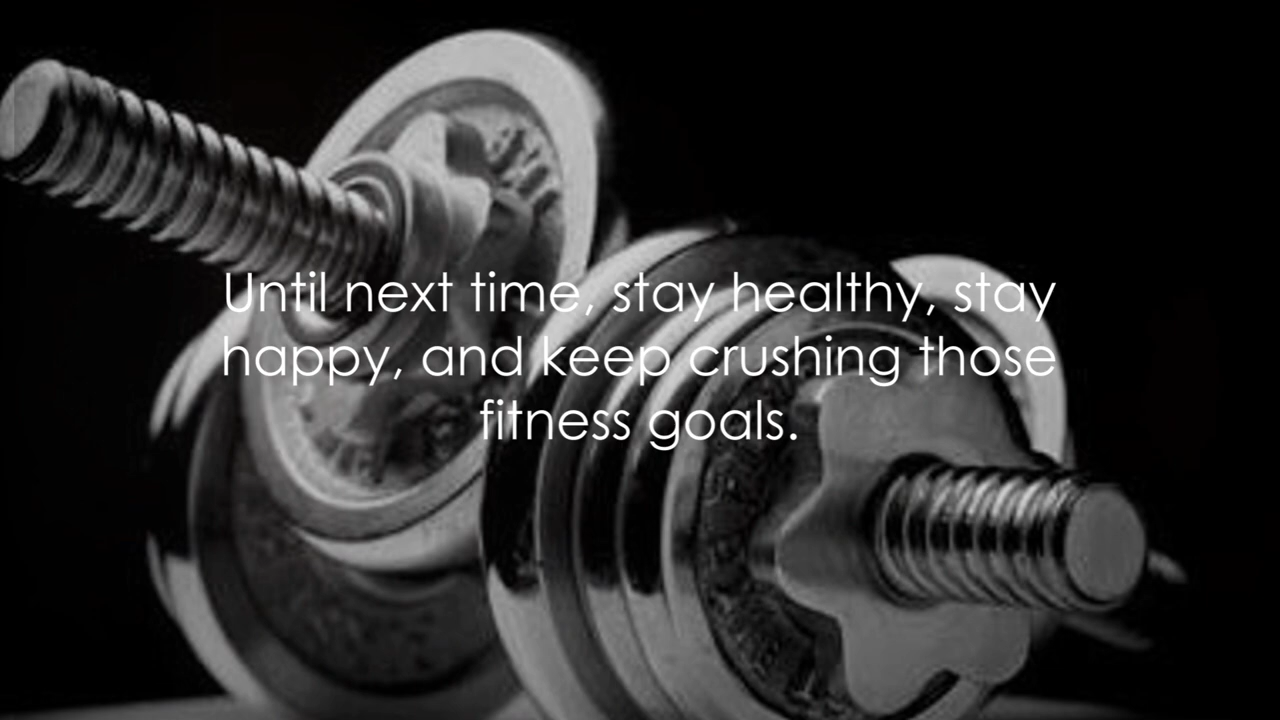 Until next time, stay healthy, stay
happy, and keep crushing those
fitness goals.